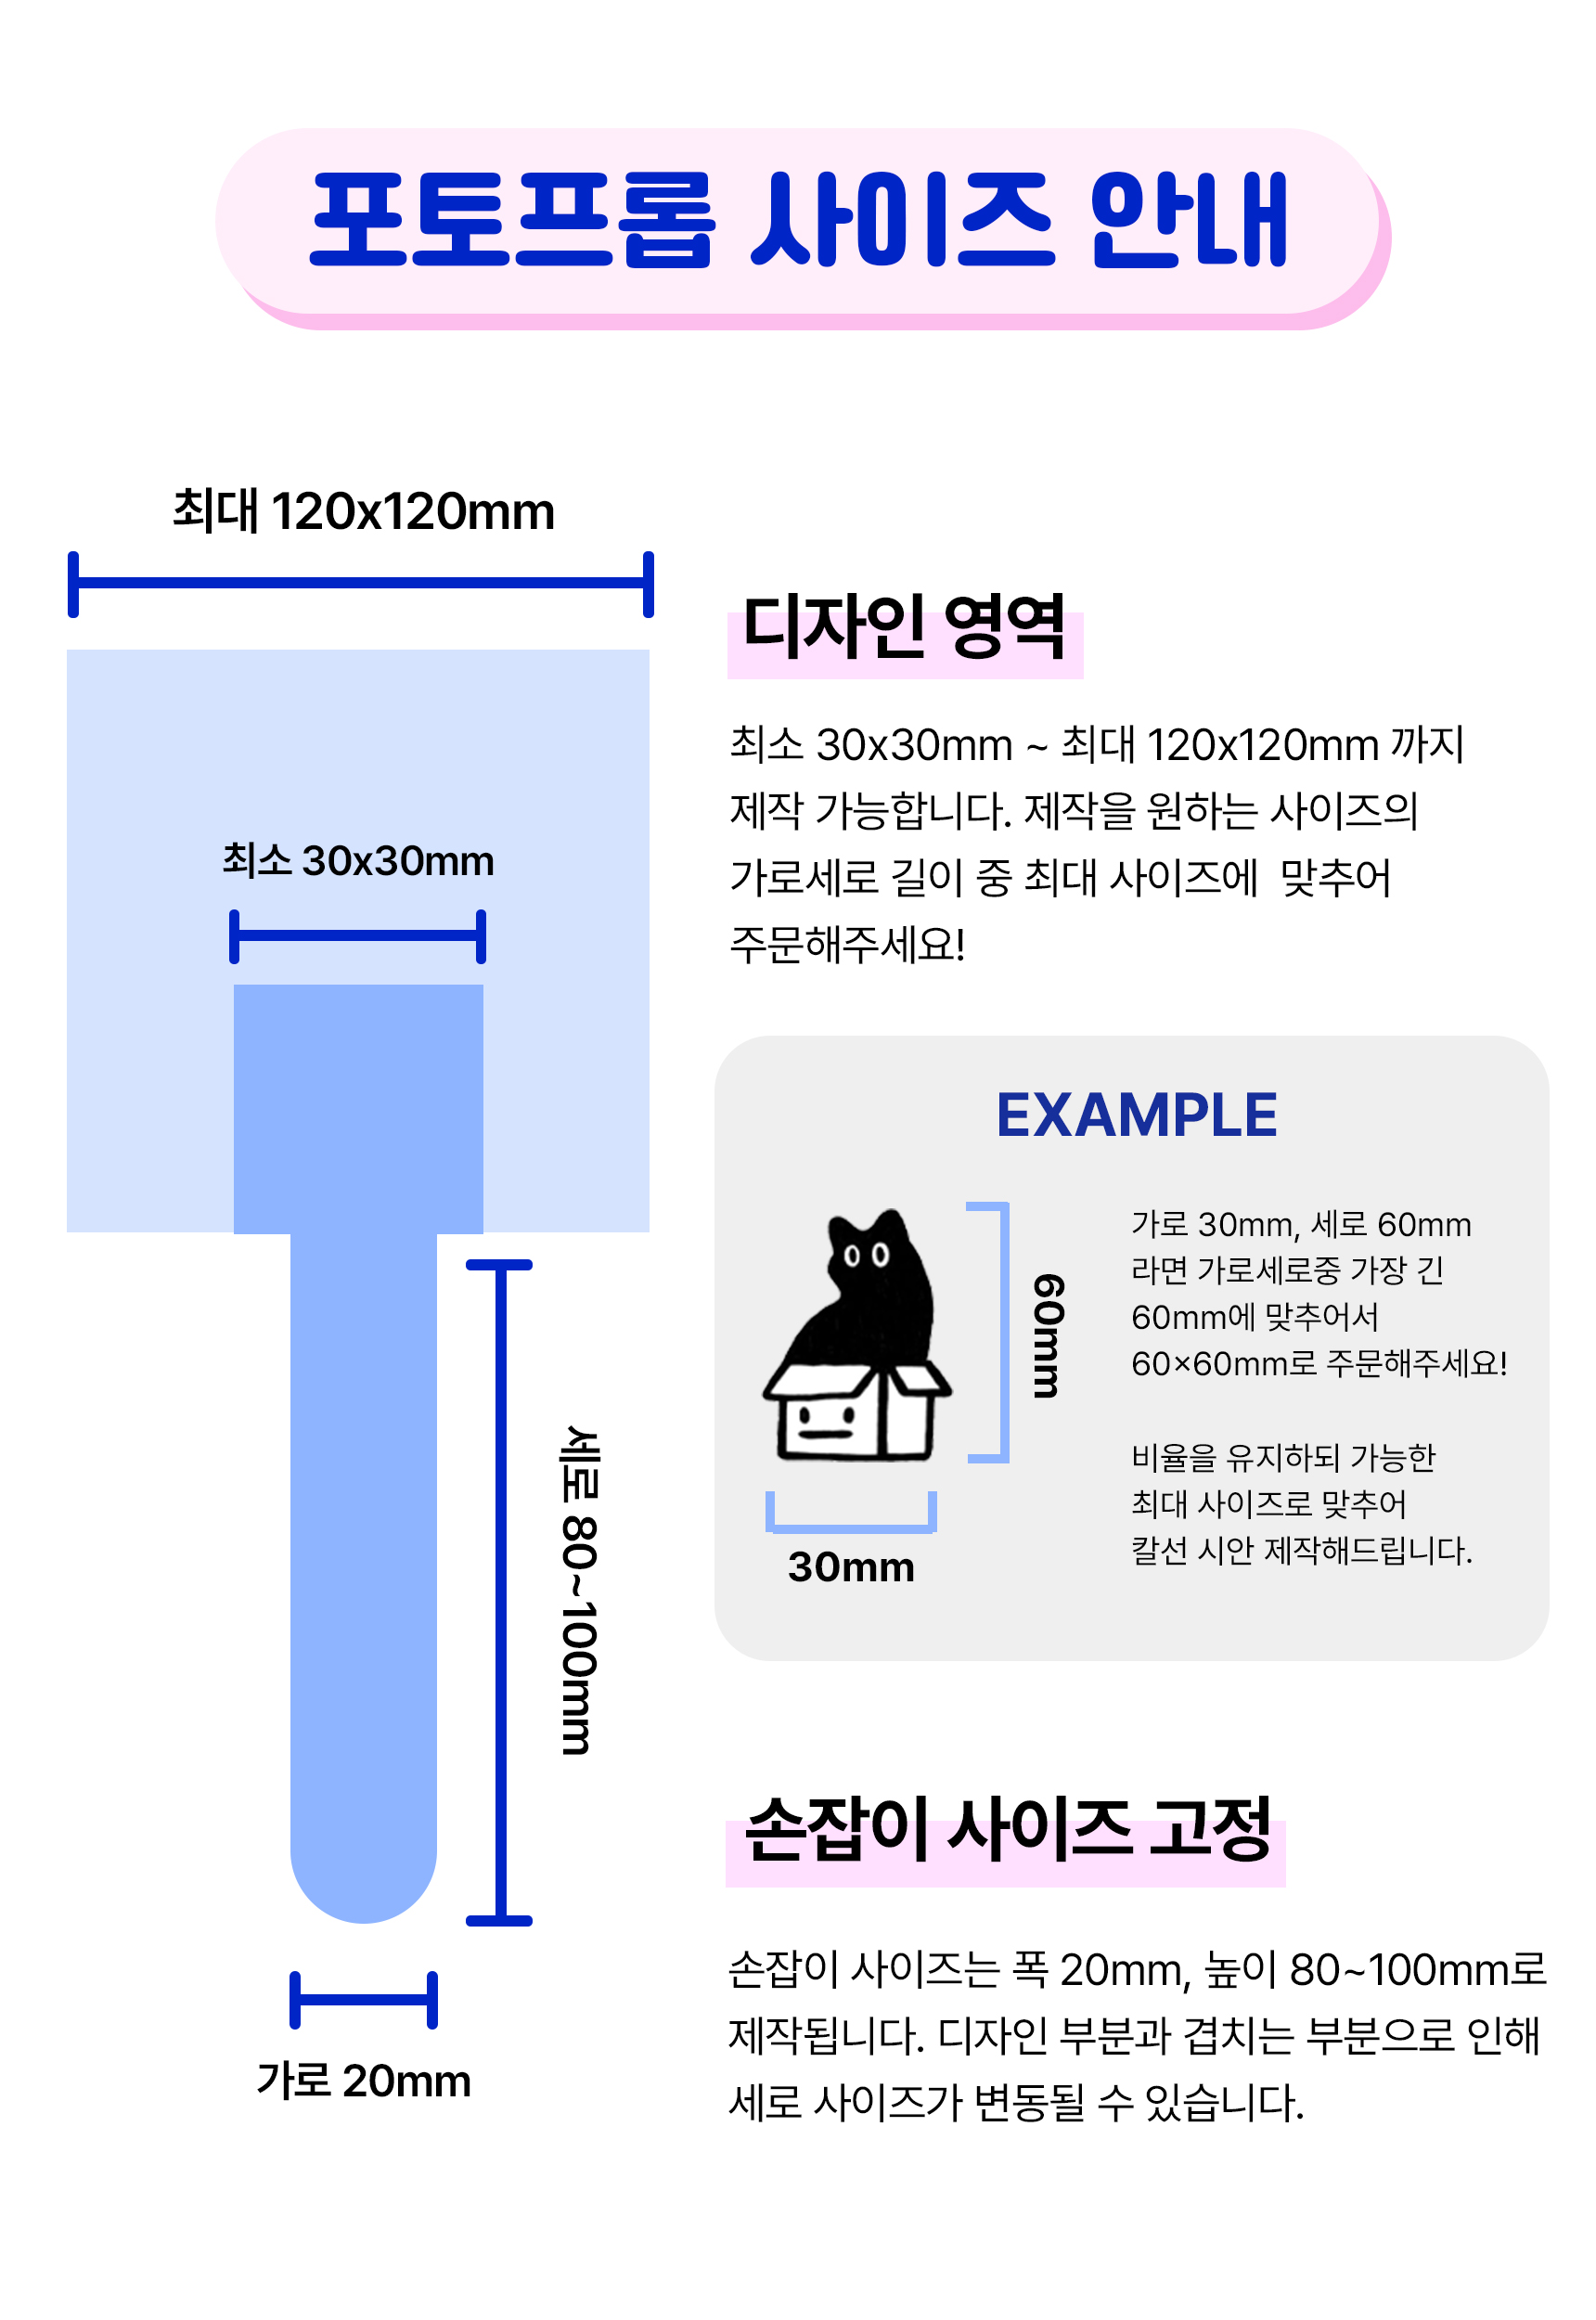 포토프롭 사이즈 안내
최대 120x120mm
최소 30x30mm
세로 80~100mm
가로 20mm
디자인 영역
최소 30x30mm ~ 최대 120x120mm 까지
제작 가능합니다. 제작을 원하는 사이즈의
가로세로 길이 중 최대 사이즈에 맞추어
주문해주세요!
EXAMPLE
60mm
30mm
가로 30mm, 세로 60mm
라면 가로세로중 가장 긴
60mm에 맞추어서
60×60mm로 주문해주세요!
비율을 유지하되 가능한
최대 사이즈로 맞추어
칼선 시안 제작해드립니다.
손잡이 사이즈 고정
손잡이 사이즈는 폭 20mm, 높이 80~100mm로
제작됩니다. 디자인 부분과 겹치는 부분으로 인해
세로 사이즈가 변동될 수 있습니다.